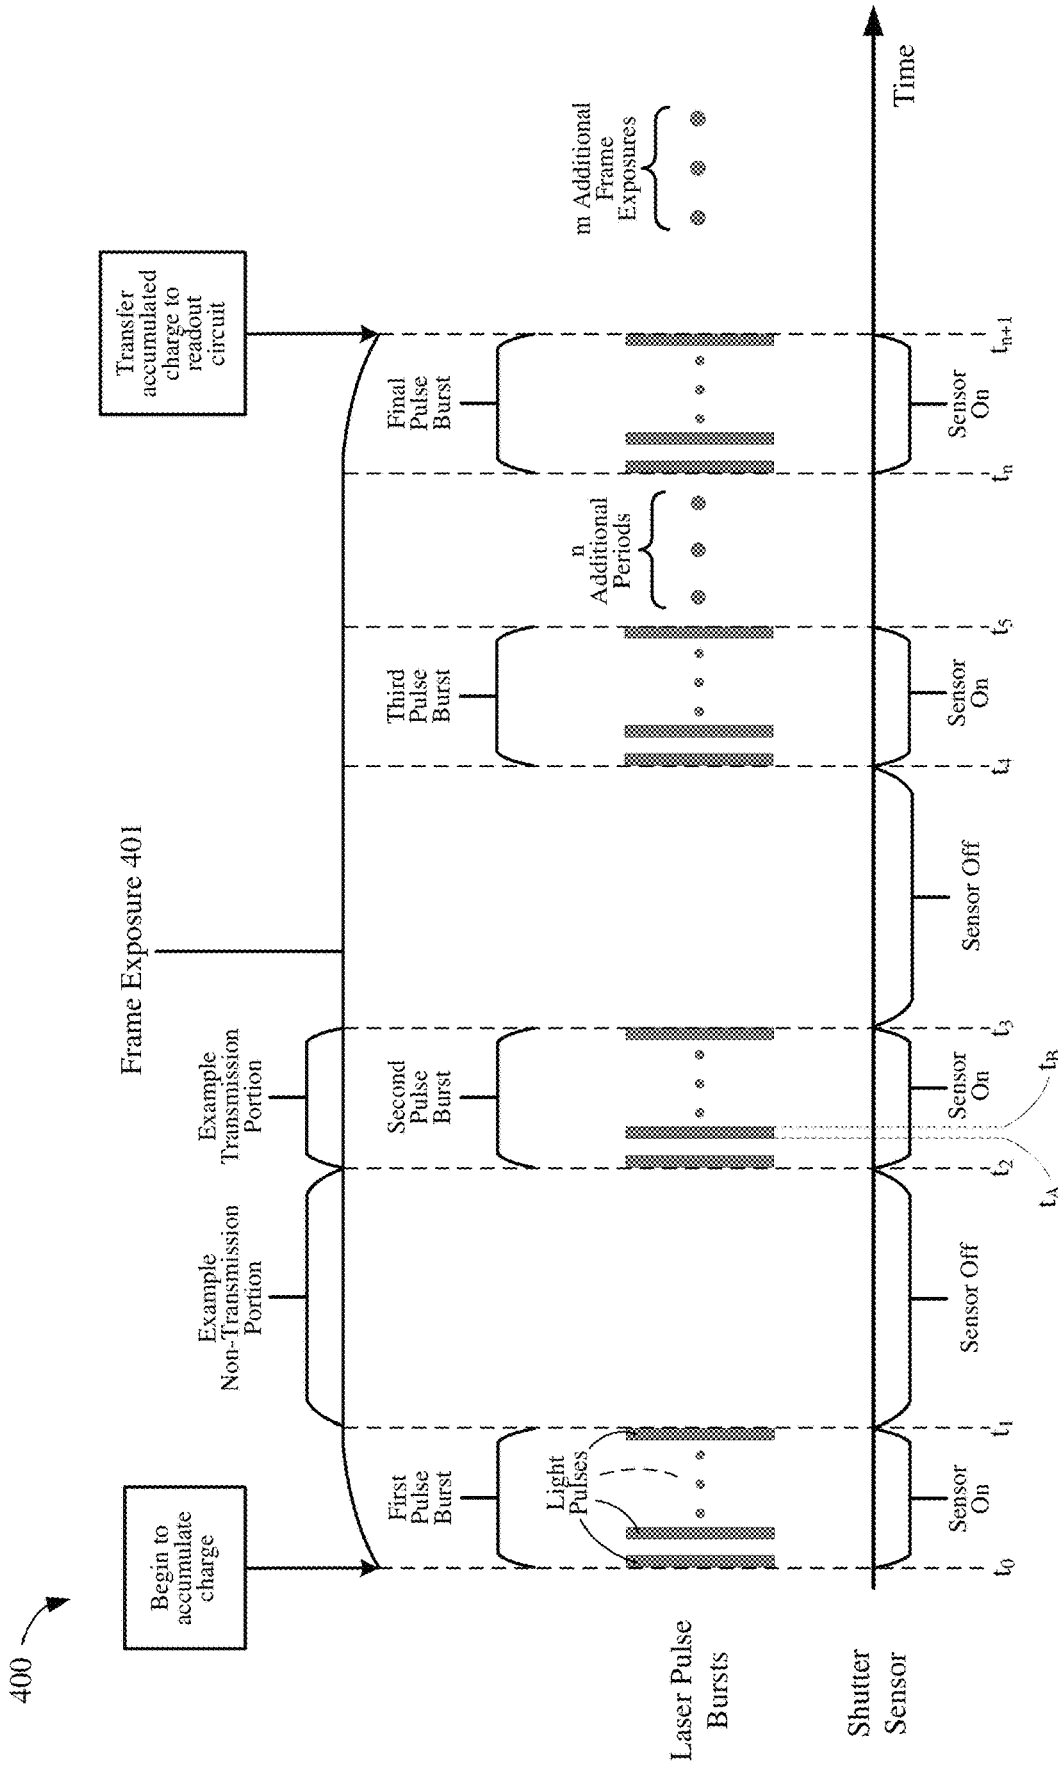 400
Begin to
accumulate
charge
Transfer
accumulated
charge to
readout
circuit
Frame Exposure 401
Example
Non-Transmission
Portion
Example
Transmission
Portion
First Pulse
Burst
Second
Pulse
Burst
Third
Pulse
Burst
Final
Pulse
Burst
Light
Pulses
n
Additional
Periods
m Additional
Frame
Exposures
Laser Pulse
Bursts
Shutter
Sensor
Sensor
On
Sensor Off
Sensor
On
Sensor Off
Sensor
On
Sensor
On
Time
t0
t1
t2
t3
t4
t5
tn
tn+1
tA
tB